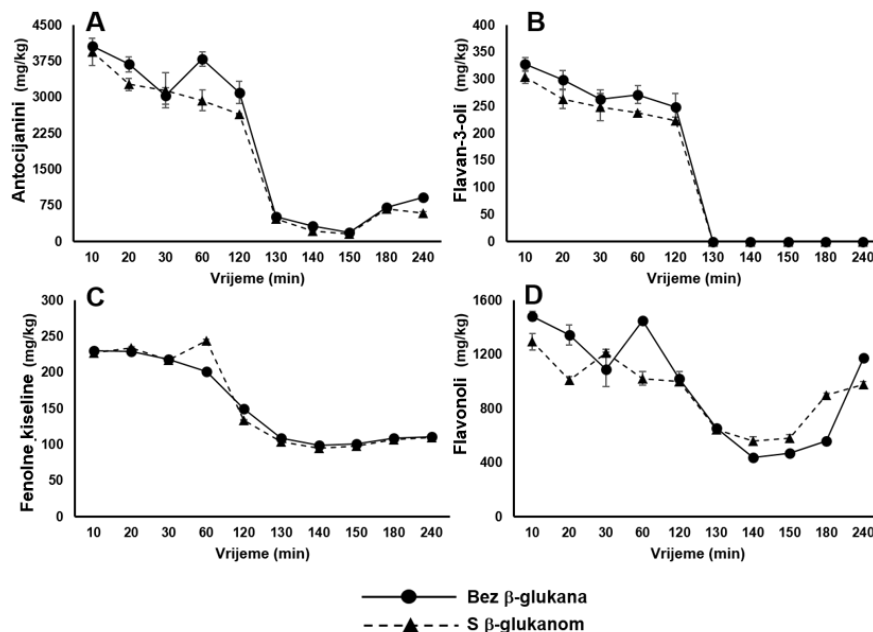 A
Antocijanini (mg/kg)
4500
3750
3000
2250
1500
750
0
10 20 30 60 120 130 140 150 180 240
Vrijeme (min)
B
Flavan-3-oli (mg/kg)
400
350
300
250
200
150
100
50
0
10 20 30 60 120 130 140 150 180 240
Vrijeme (min)
C
Fenolne kiseline (mg/kg)
300
250
200
150
100
50
0
10 20 30 60 120 130 140 150 180 240
Vrijeme (min)
D
Flavonoli (mg/kg)
1600
1200
800
400
0
10 20 30 60 120 130 140 150 180 240
Vrijeme (min)
Bez β-glukana
S β-glukanom